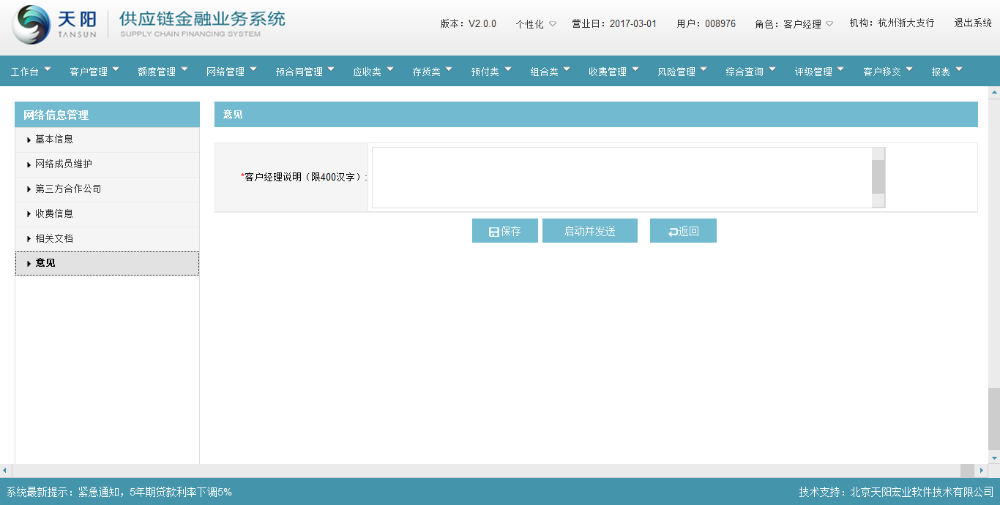 天阳 TANSUN 供应链金融业务系统 SUPPLY CHAIN FINANCING SYSTEM
版本：V2.0.0 个性化 营业日：2017-03-01 用户：008976 角色：客户经理 机构：杭州浙大支行 退出系统
工作台 客户管理 额度管理 网络管理 预合同管理 应收类 存货类 预付类 组合类 收费管理 风险管理 综合查询 评级管理 客户移交 报表
网络信息管理
基本信息
网络成员维护
第三方合作公司
收费信息
相关文档
意见
意见
*客户经理说明（限400汉字）:
保存 启动并发送 返回
系统最新提示：紧急通知，5年期贷款利率下调5%
技术支持：北京天阳宏业软件技术有限公司